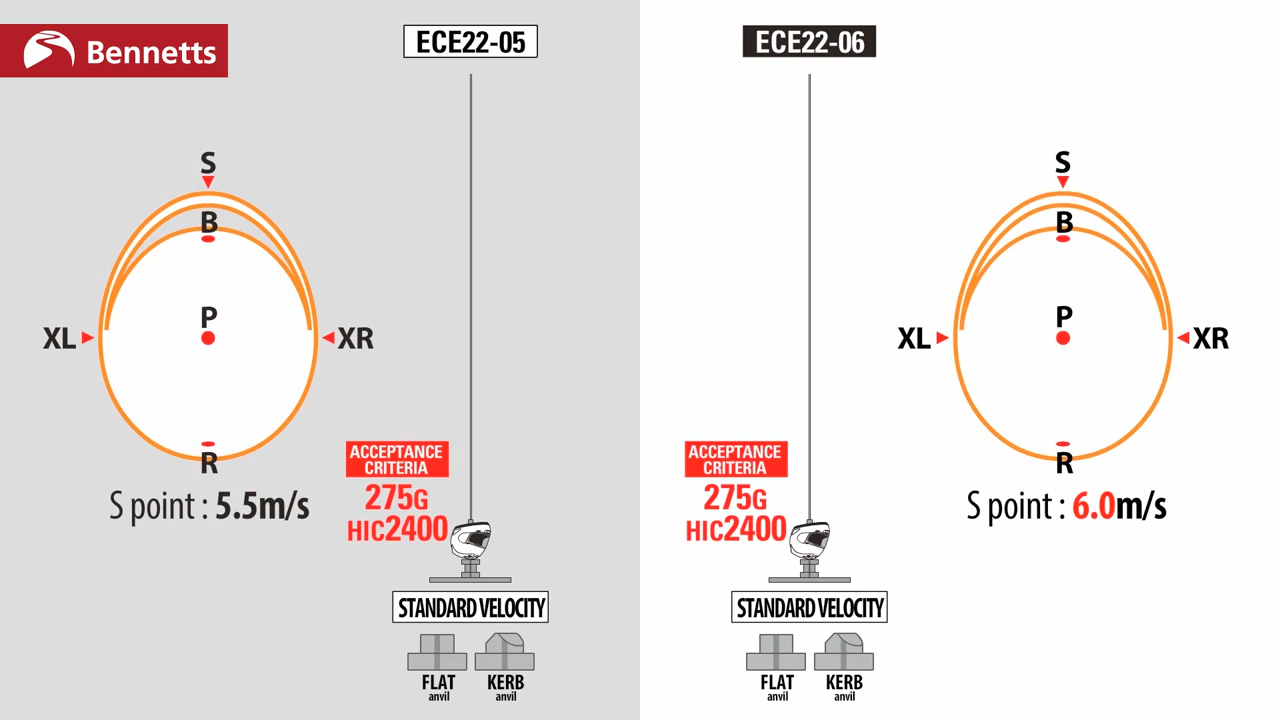 Bennetts
ECE22-05
S
B
P
XL
XR
R
S point : 5.5m/s
ACCEPTANCE
CRITERIA
275G
HIC2400
STANDARD VELOCITY
FLAT
anvil
KERB
anvil
ECE22-06
S
B
P
XL
XR
R
S point : 6.0m/s
ACCEPTANCE
CRITERIA
275G
HIC2400
STANDARD VELOCITY
FLAT
anvil
KERB
anvil